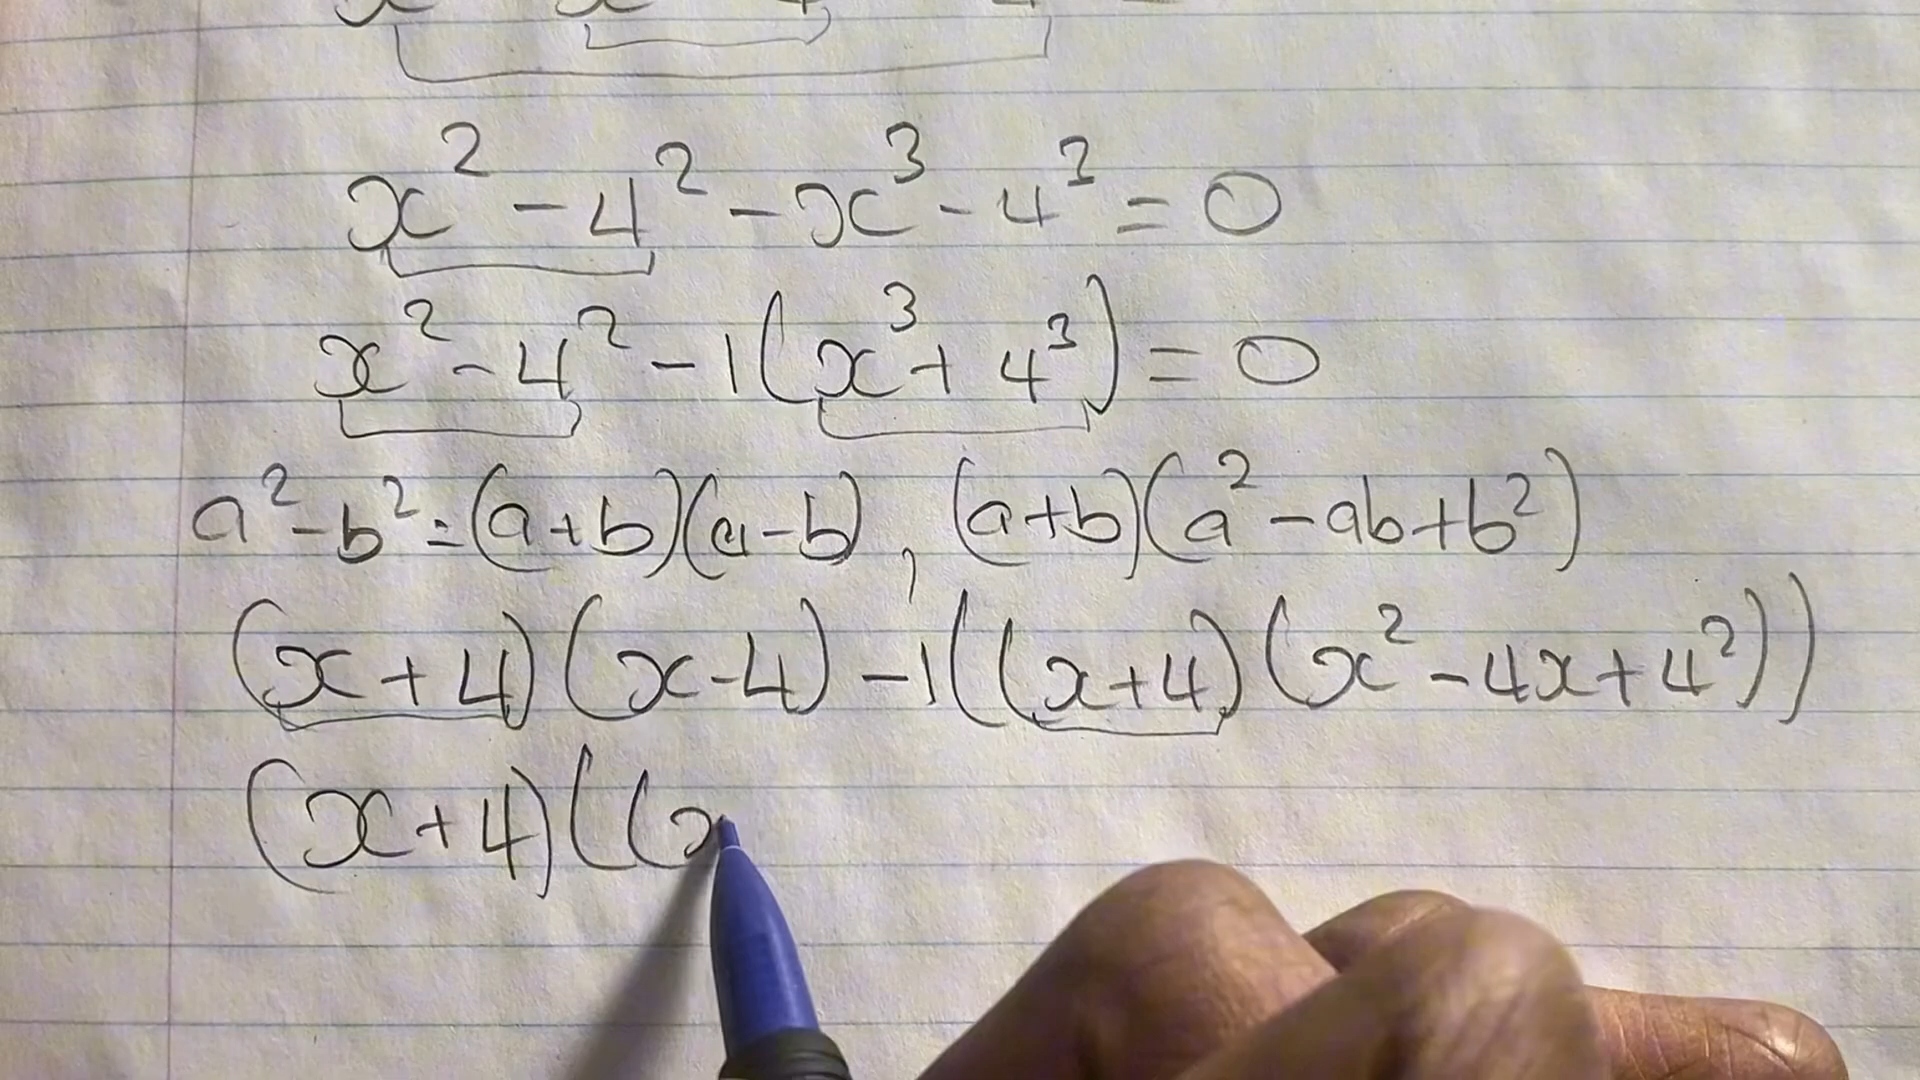 x² - 4² - x³ - 4³ = 0
x² - 4² - 1(x³ + 4³) = 0
a² - b² = (a+b)(a-b), (a+b)(a² - ab + b²)
(x+4)(x-4) - 1((x+4)(x² - 4x + 4²))
(x+4)((x